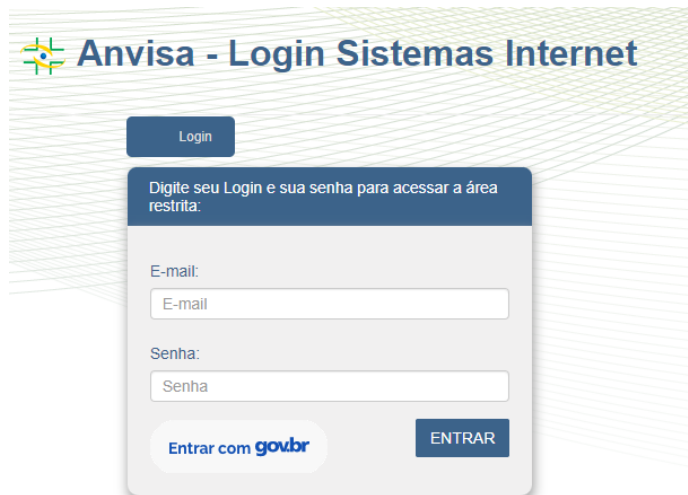 Anvisa - Login Sistemas Internet
Login
Digite seu Login e sua senha para acessar a área
restrita:
E-mail:
E-mail
Senha:
Senha
Entrar com gov.br
ENTRAR